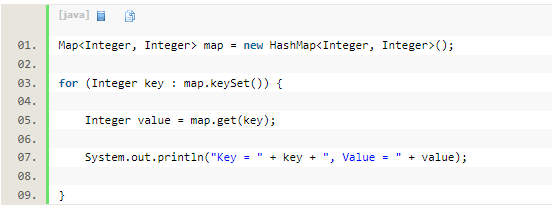 [java]
01. Map<Integer, Integer> map = new HashMap<Integer, Integer>();
02.
03. for (Integer key : map.keySet()) {
04.
05.     Integer value = map.get(key);
06.
07.     System.out.println("Key = " + key + ", Value = " + value);
08.
09. }